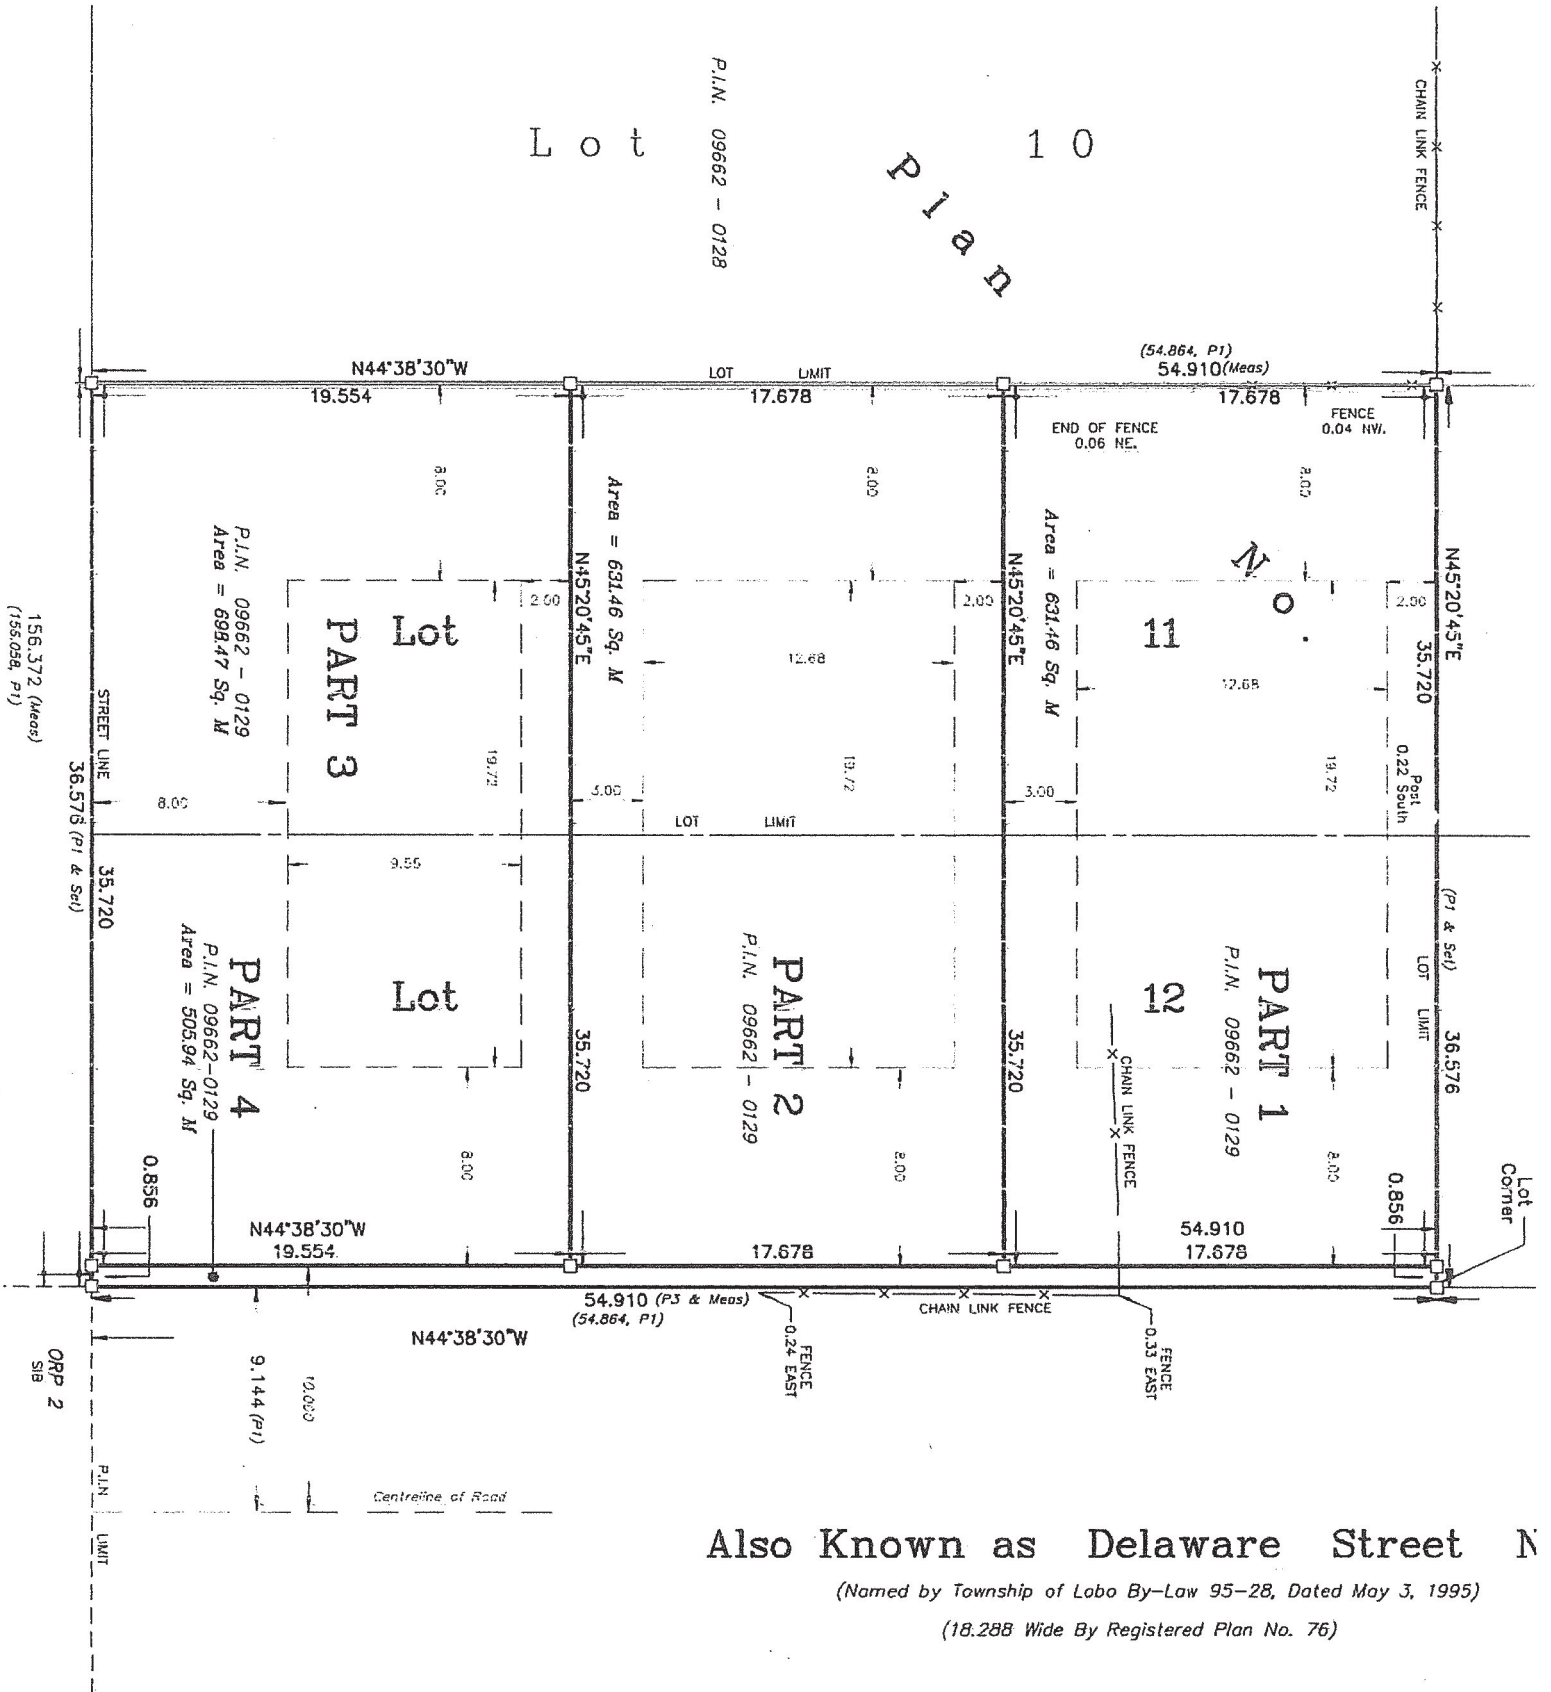 CHAIN LINK FENCE
Lot 10
P.I.N. 09662 - 0128
Plan
(54.864, P1)
54.910 (Meas)
N44°38'30"W
LOT LIMIT
19.554
17.678
17.678
END OF FENCE
0.06 NE.
FENCE
0.04 NW.
8.00
8.00
8.00
N45°20'45"E
N45°20'45"E
N45°20'45"E
Area = 631.46 Sq. M
Area = 631.46 Sq. M
P.I.N. 09662 - 0129
Area = 698.47 Sq. M
No.
2.00
2.00
2.00
Lot 11
PART 3
35.720
12.68
12.68
156.372 (Meas)
(156.058, P1)
STREET LINE
36.576 (P1 & Set)
19.72
19.72
19.72
Post
0.22 South
8.00
3.00
3.00
LOT LIMIT
9.55
35.720
(P1 & Set)
LOT LIMIT
36.576
Lot 12
PART 4
P.I.N. 09662-0129
Area = 505.94 Sq. M
PART 2
P.I.N. 09662 - 0129
PART 1
P.I.N. 09662 - 0129
35.720
35.720
CHAIN LINK FENCE
8.00
8.00
8.00
0.856
0.856
Lot
Corner
N44°38'30"W
19.554
17.678
54.910
17.678
54.910 (P3 & Meas)
(54.864, P1)
CHAIN LINK FENCE
N44°38'30"W
FENCE
0.24 EAST
FENCE
0.33 EAST
ORP 2
SIB
9.144 (P1)
10.000
P.I.N LIMIT
Centreline of Road
Also Known as Delaware Street N
(Named by Township of Lobo By-Law 95-28, Dated May 3, 1995)
(18.288 Wide By Registered Plan No. 76)